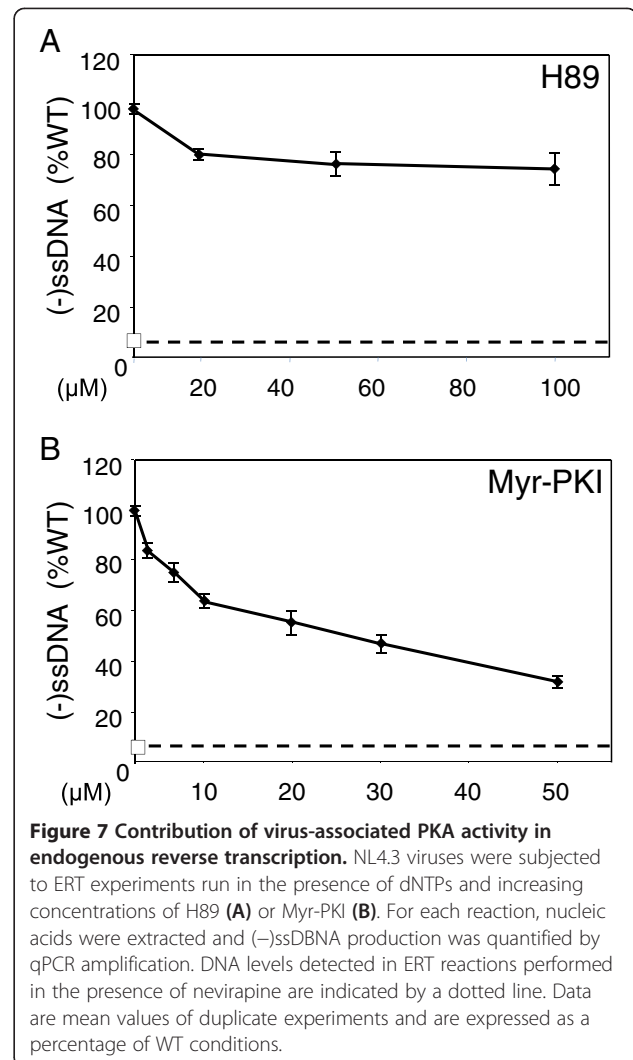 A
H89
(-)ssDNA (%WT)
120
100
80
60
40
20
0
(µM)
20 40 60 80 100
B
Myr-PKI
(-)ssDNA (%WT)
120
100
80
60
40
20
0
(µM)
10 20 30 40 50
Figure 7 Contribution of virus-associated PKA activity in
endogenous reverse transcription. NL4.3 viruses were subjected
to ERT experiments run in the presence of dNTPs and increasing
concentrations of H89 (A) or Myr-PKI (B). For each reaction, nucleic
acids were extracted and (−)ssDBNA production was quantified by
qPCR amplification. DNA levels detected in ERT reactions performed
in the presence of nevirapine are indicated by a dotted line. Data
are mean values of duplicate experiments and are expressed as a
percentage of WT conditions.